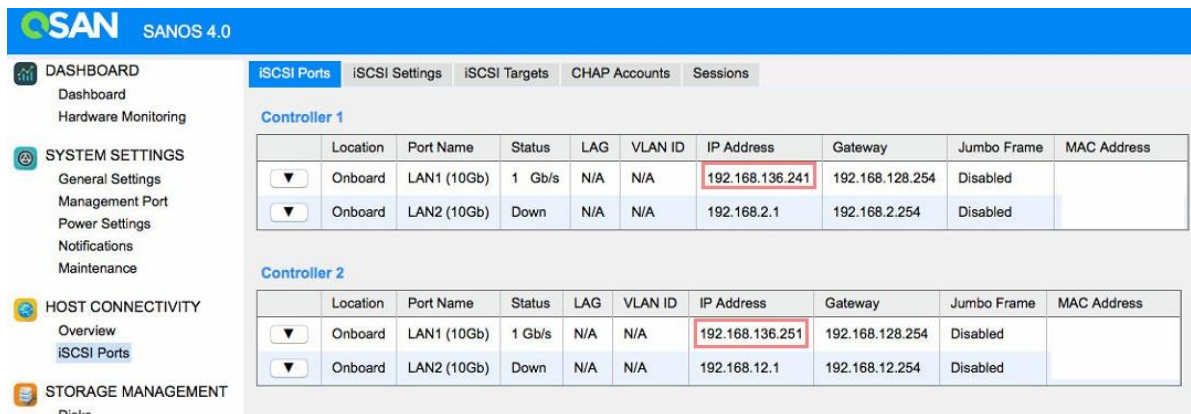 QSAN SANOS 4.0
DASHBOARD
Dashboard
Hardware Monitoring
SYSTEM SETTINGS
General Settings
Management Port
Power Settings
Notifications
Maintenance
HOST CONNECTIVITY
Overview
iSCSI Ports
STORAGE MANAGEMENT
Disks
iSCSI Ports iSCSI Settings iSCSI Targets CHAP Accounts Sessions
Controller 1
Location Port Name Status LAG VLAN ID IP Address Gateway Jumbo Frame MAC Address
▼ Onboard LAN1 (10Gb) 1 Gb/s N/A N/A 192.168.136.241 192.168.128.254 Disabled
▼ Onboard LAN2 (10Gb) Down N/A N/A 192.168.2.1 192.168.2.254 Disabled
Controller 2
Location Port Name Status LAG VLAN ID IP Address Gateway Jumbo Frame MAC Address
▼ Onboard LAN1 (10Gb) 1 Gb/s N/A N/A 192.168.136.251 192.168.128.254 Disabled
▼ Onboard LAN2 (10Gb) Down N/A N/A 192.168.12.1 192.168.12.254 Disabled